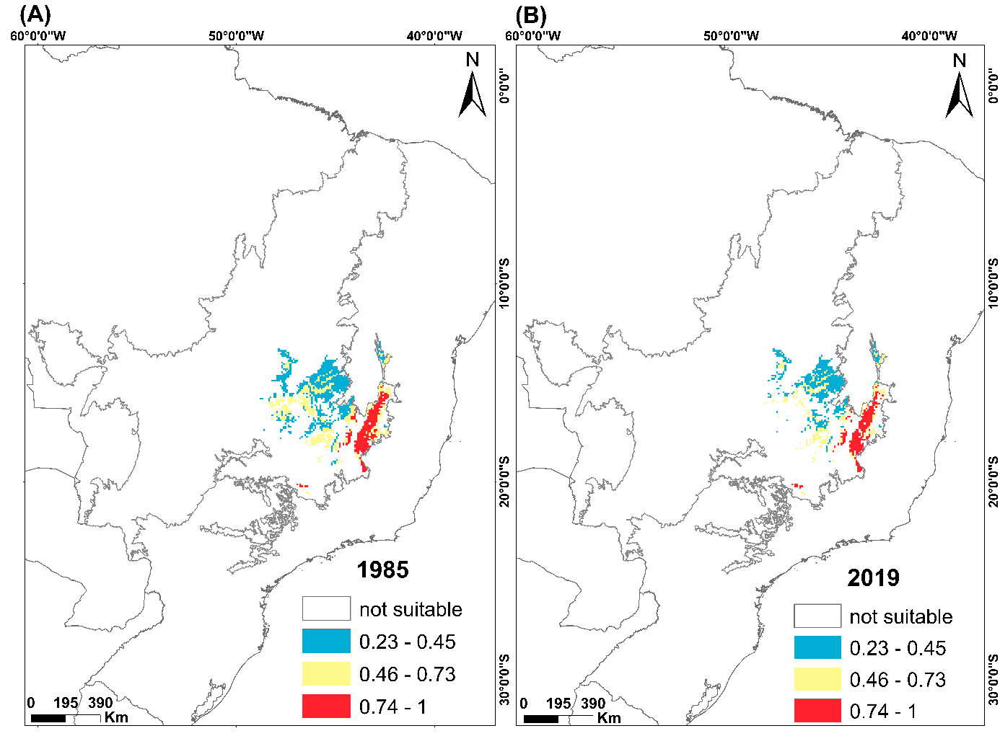 (A)
60°0'0"W 50°0'0"W 40°0'0"W
N
0°0'0"
10°0'0"S
20°0'0"S
30°0'0"S
1985
not suitable
0.23 - 0.45
0.46 - 0.73
0.74 - 1
0 195 390
Km
(B)
60°0'0"W 50°0'0"W 40°0'0"W
N
0°0'0"
10°0'0"S
20°0'0"S
30°0'0"S
2019
not suitable
0.23 - 0.45
0.46 - 0.73
0.74 - 1
0 195 390
Km